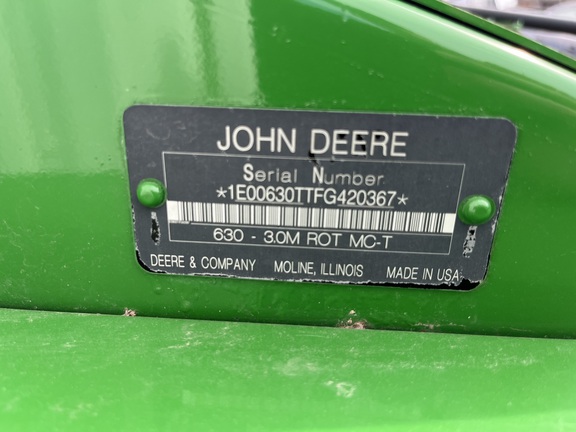 JOHN DEERE
Serial Number
*1E00630TTFG420367*
630 - 3.0M ROT MC-T
DEERE & COMPANY MOLINE, ILLINOIS MADE IN USA